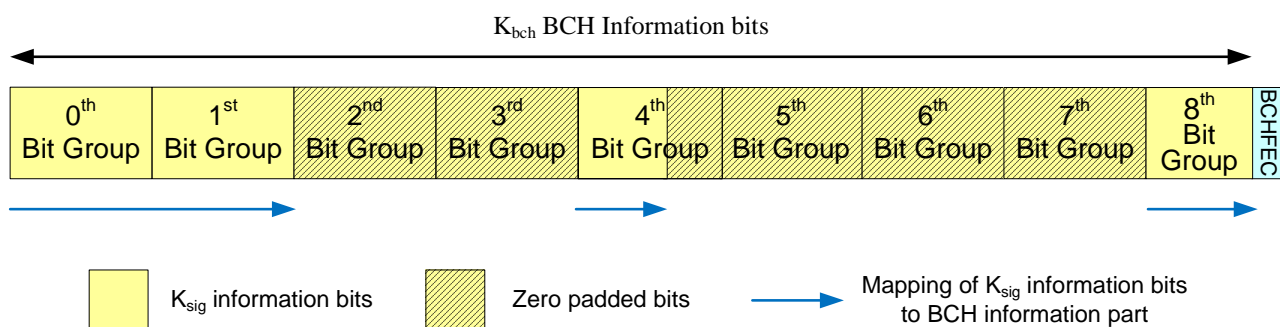 K_bch BCH Information bits
0th Bit Group
1st Bit Group
2nd Bit Group
3rd Bit Group
4th Bit Group
5th Bit Group
6th Bit Group
7th Bit Group
8th Bit Group
BCHFEC
K_sig information bits
Zero padded bits
Mapping of K_sig information bits
to BCH information part